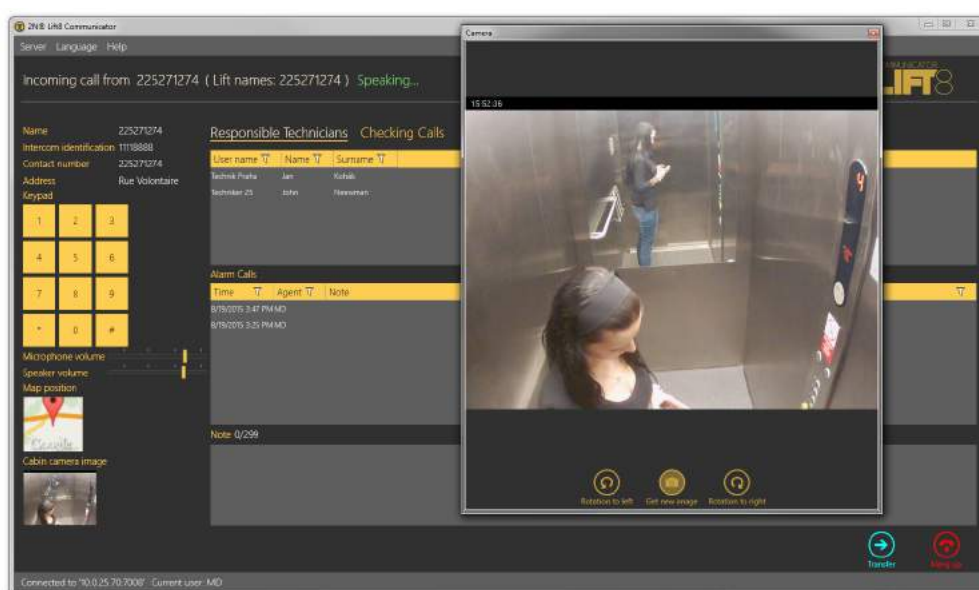 2N® Lift8 Communicator
Server Language Help
Incoming call from 225271274 ( Lift names: 225271274 ) Speaking...
COMMUNICATOR
LIFT8
Name 225271274
Intercom identification 11118888
Contact number 225271274
Address Rue Volontaire
Keypad
1 2 3
4 5 6
7 8 9
* 0 #
Microphone volume
Speaker volume
Map position
Cabin camera image
Responsible Technicians Checking Calls
User name Name Surname
Technik Praha Jan
Techniker 25 John
Alarm Calls
Time Agent Note
8/19/2015 3:47 PM MD
8/19/2015 3:25 PM MD
Note 0/299
Camera
15:52:36
Rotation to left Get new image Rotation to right
Transfer Hang up
Connected to '10.0.25.70:7008' Current user: MD